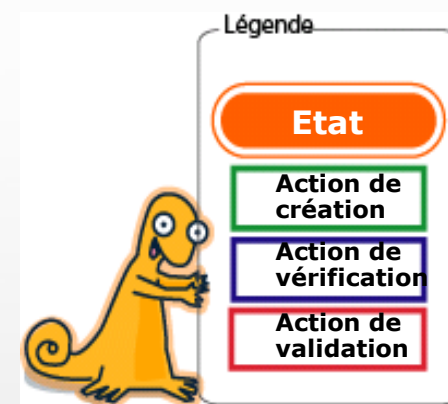 Légende
Etat
Action de
création
Action de
vérification
Action de
validation